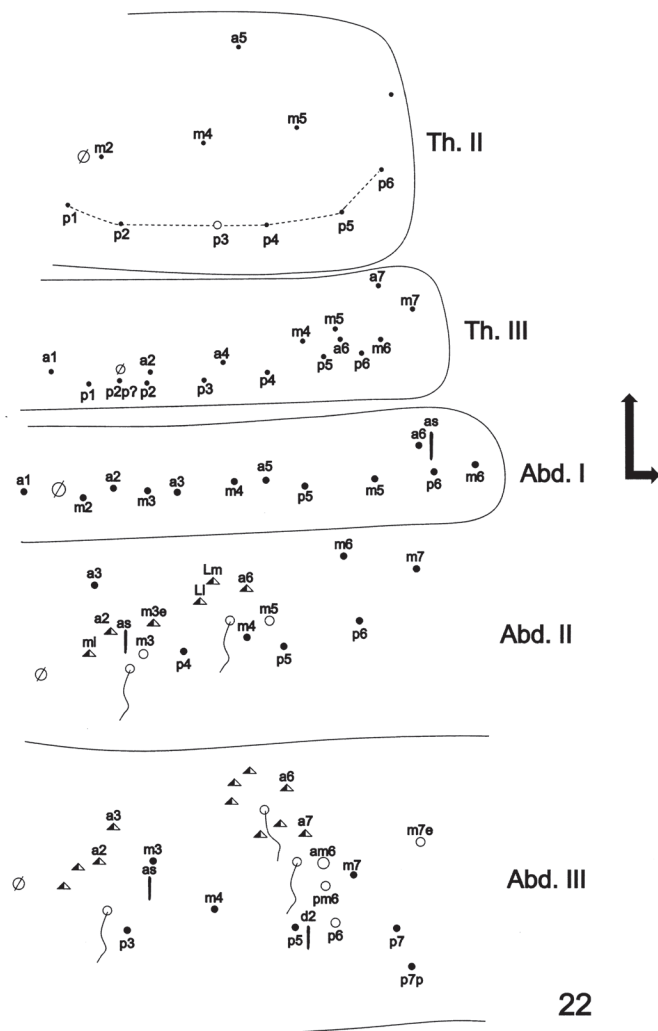 a5
m5
m4
m2
Th. II
p6
p1
p2
p3
p4
p5
a7
m7
Th. III
m5
m4
a1
a2
a4
a6
m6
p1
p2p?
p2
p3
p4
p5
p6
as
a6
Abd. I
a1
a2
a3
a5
m2
m3
m4
p5
m5
p6
m6
m6
m7
a3
Lm
Ll
a6
a2
as
m3e
m5
Abd. II
ml
m3
m4
p4
p5
p6
a6
a3
a7
m7e
a2
m3
am6
as
m7
Abd. III
m4
pm6
d2
p3
p5
p6
p7
p7p
22